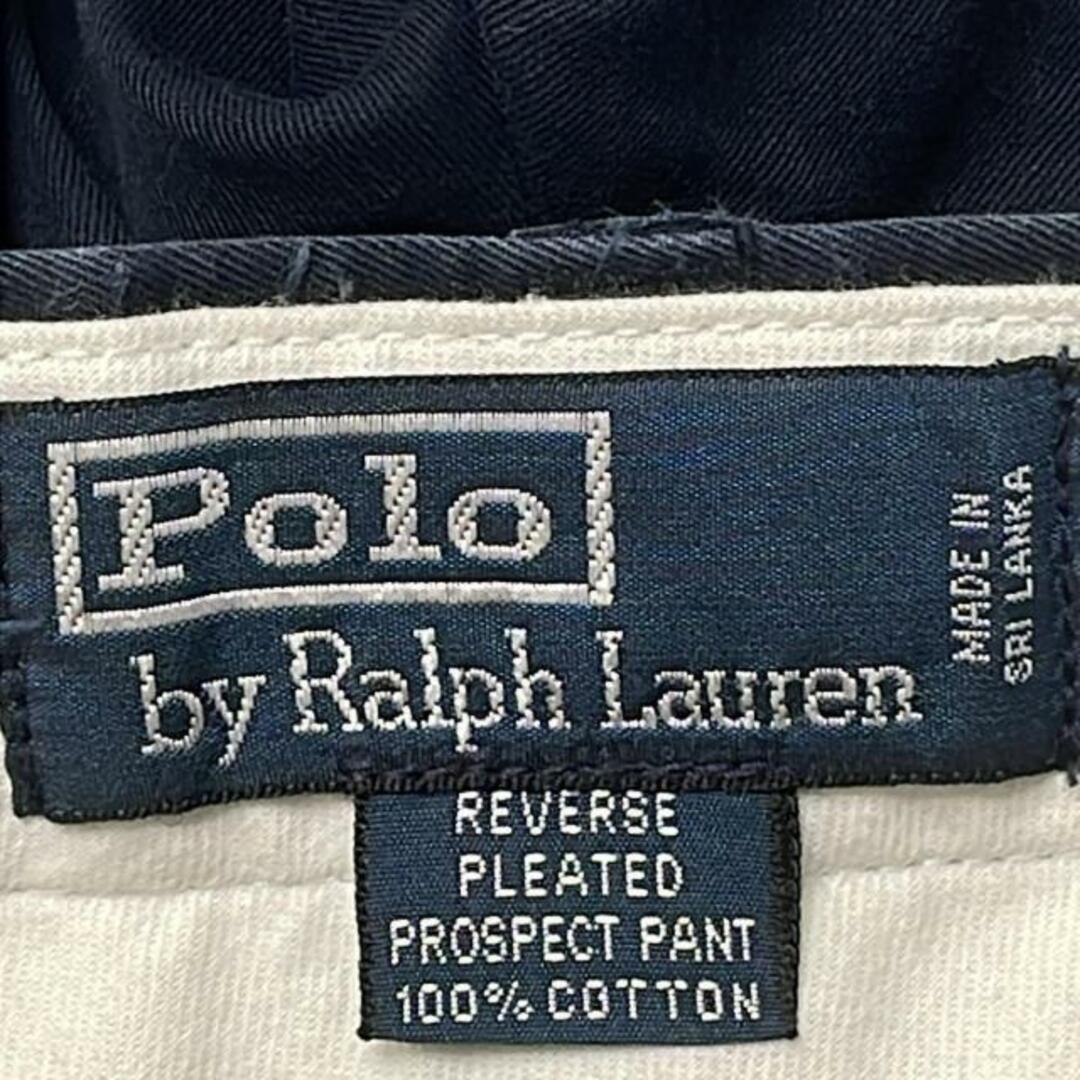 Polo
by Ralph Lauren
MADE IN
SRI LANKA
REVERSE
PLEATED
PROSPECT PANT
100% COTTON